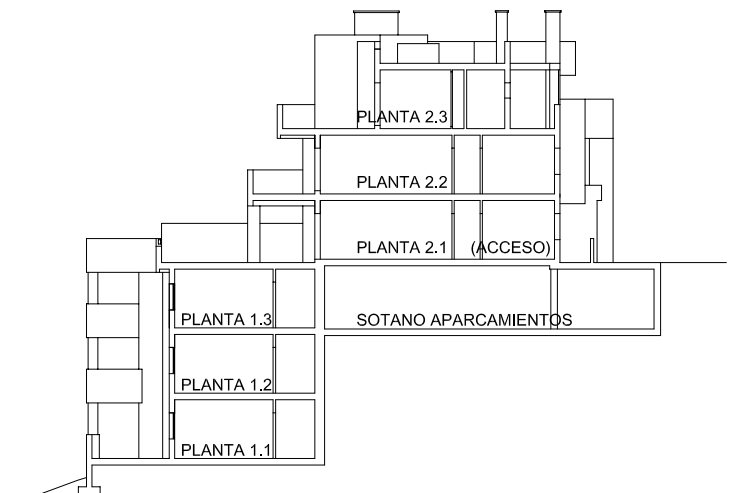 PLANTA 2.3
PLANTA 2.2
PLANTA 2.1 (ACCESO)
PLANTA 1.3
SOTANO APARCAMIENTOS
PLANTA 1.2
PLANTA 1.1